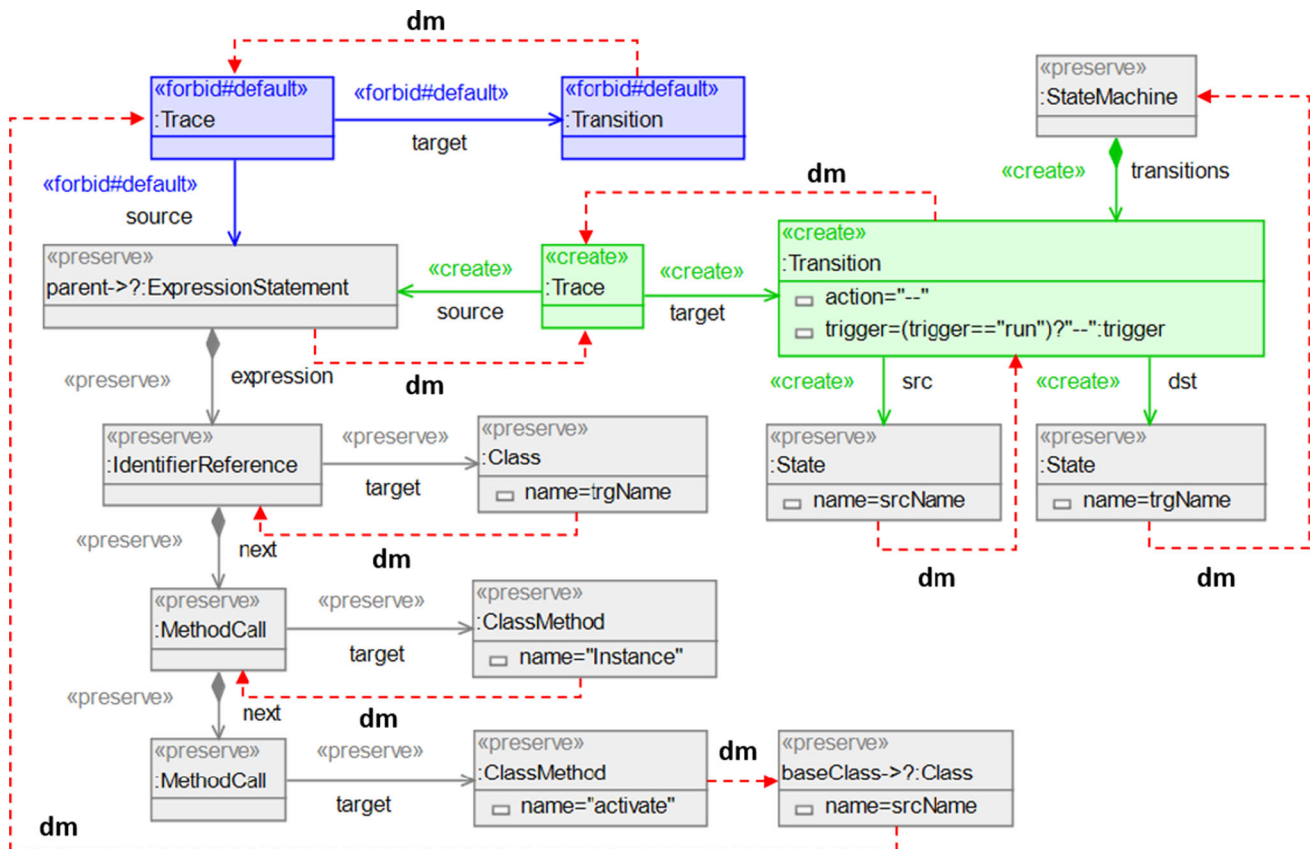 dm
«forbid#default»
:Trace
«forbid#default»
target
«forbid#default»
:Transition
«preserve»
:StateMachine
«forbid#default»
source
dm
«create»
transitions
«preserve»
parent->?:ExpressionStatement
«create»
source
«create»
:Trace
«create»
target
«create»
:Transition
action="--"
trigger=(trigger=="run")?"--":trigger
«preserve»
expression
dm
«create»
src
«create»
dst
«preserve»
:IdentifierReference
«preserve»
target
«preserve»
:Class
name=trgName
«preserve»
:State
name=srcName
«preserve»
:State
name=trgName
«preserve»
next
dm
dm
dm
«preserve»
:MethodCall
«preserve»
target
«preserve»
:ClassMethod
name="Instance"
«preserve»
next
dm
«preserve»
:MethodCall
«preserve»
target
«preserve»
:ClassMethod
name="activate"
dm
«preserve»
baseClass->?:Class
name=srcName
dm